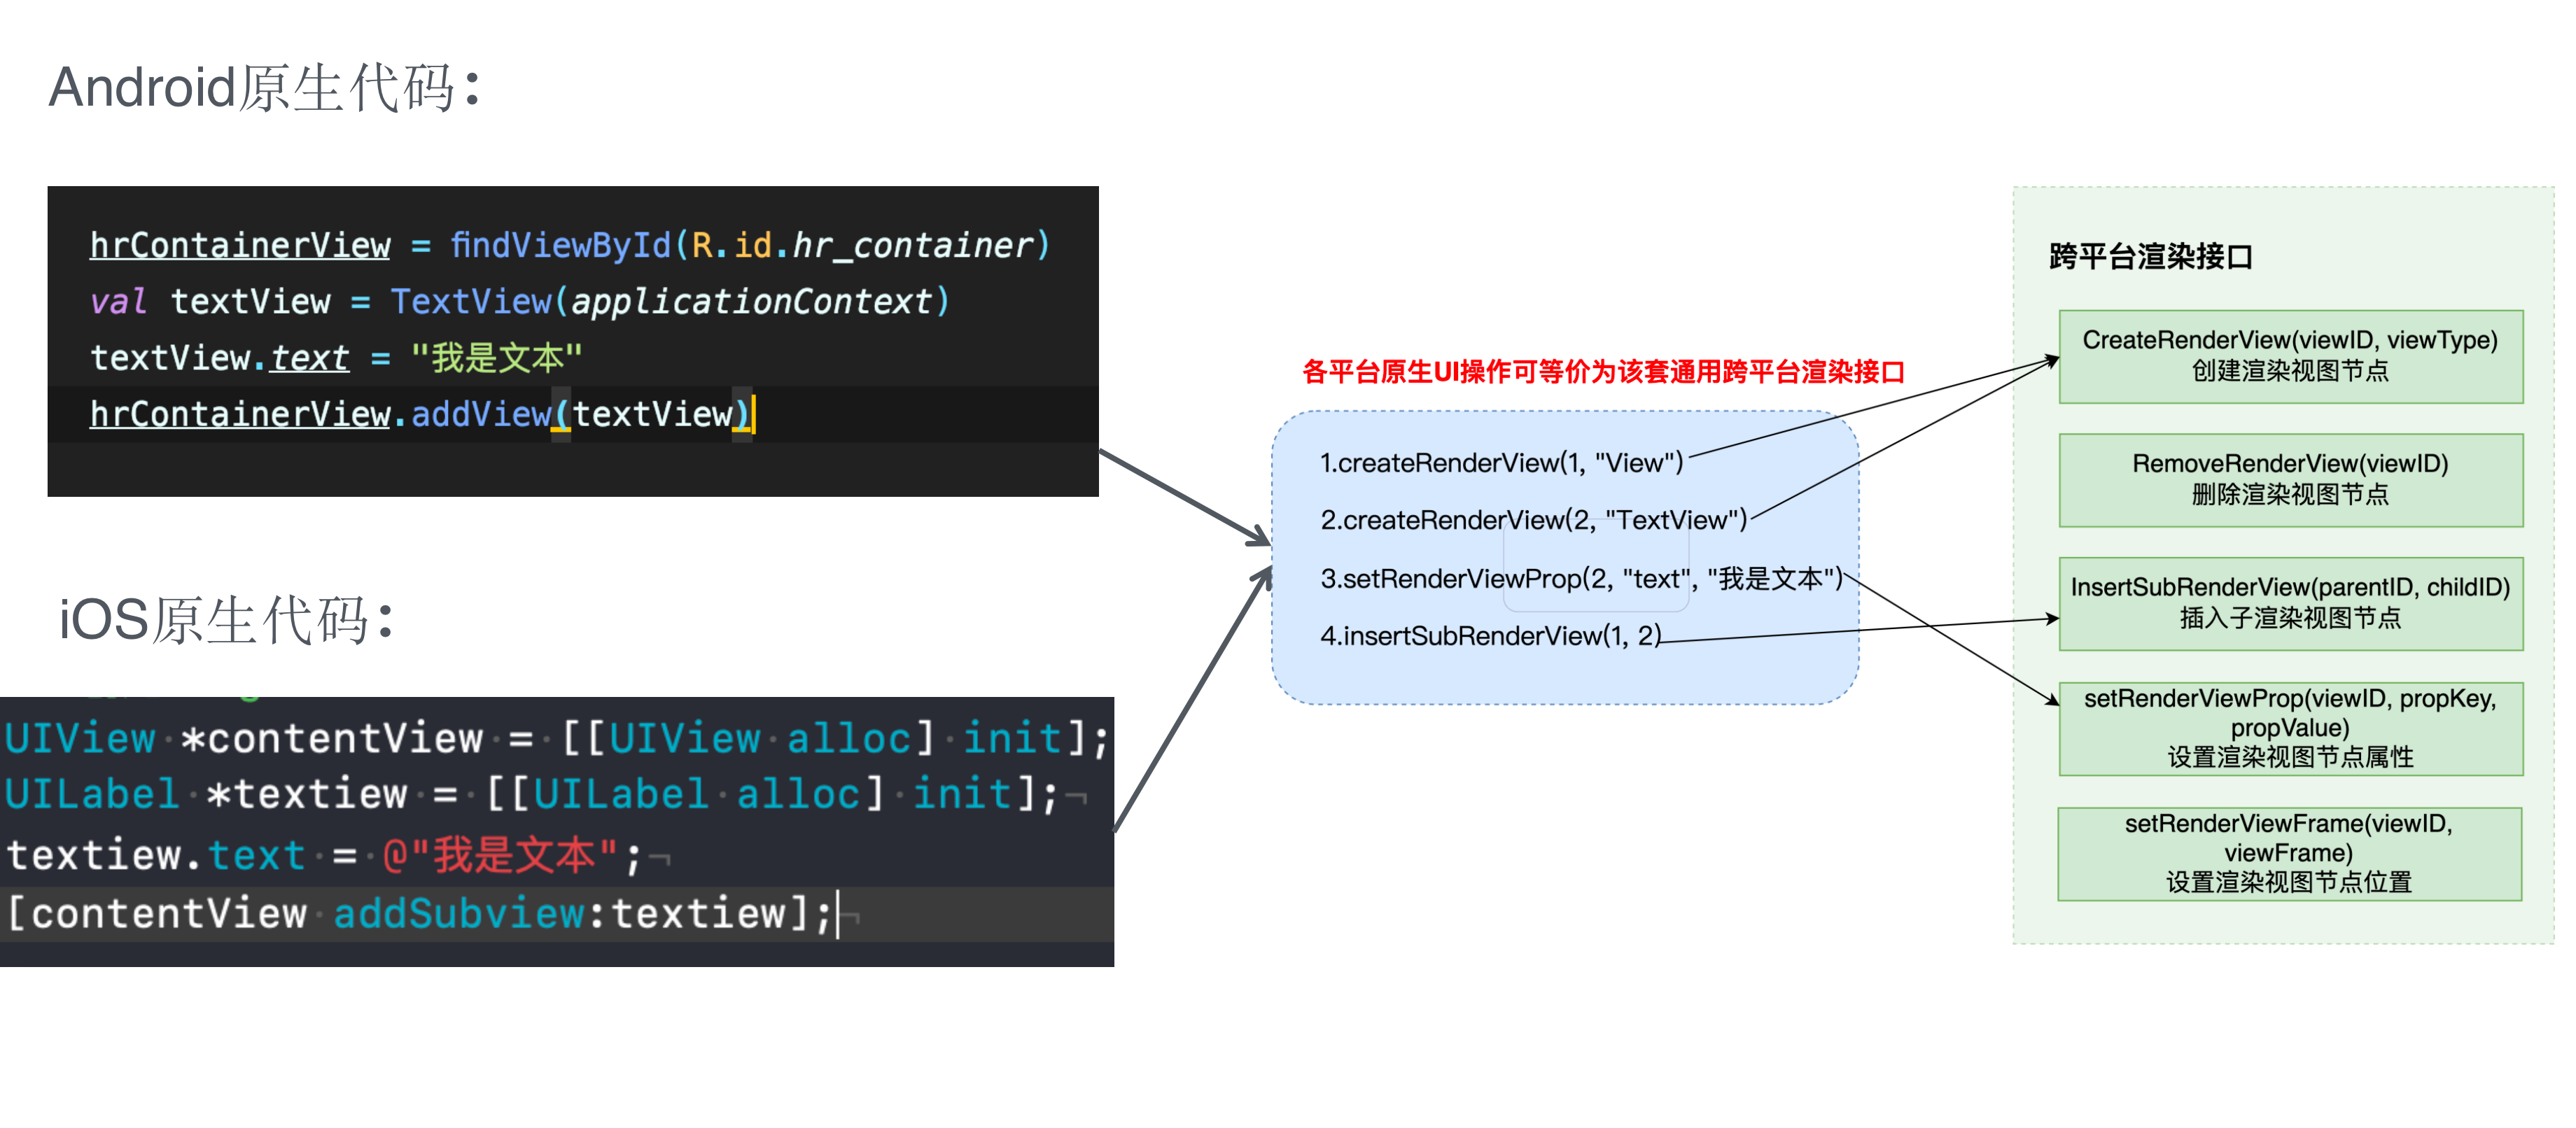 Android原生代码：
hrContainerView = findViewById(R.id.hr_container)
val textView = TextView(applicationContext)
textView.text = "我是文本"
hrContainerView.addView(textView)
iOS原生代码：
UIView *contentView = [[UIView alloc] init];
UILabel *textiew = [[UILabel alloc] init];¬
textiew.text = @"我是文本";¬
[contentView addSubview:textiew];¬
各平台原生UI操作可等价为该套通用跨平台渲染接口
1.createRenderView(1, "View")
2.createRenderView(2, "TextView")
3.setRenderViewProp(2, "text", "我是文本")
4.insertSubRenderView(1, 2)
跨平台渲染接口
CreateRenderView(viewID, viewType)
创建渲染视图节点
RemoveRenderView(viewID)
删除渲染视图节点
InsertSubRenderView(parentID, childID)
插入子渲染视图节点
setRenderViewProp(viewID, propKey,
propValue)
设置渲染视图节点属性
setRenderViewFrame(viewID,
viewFrame)
设置渲染视图节点位置